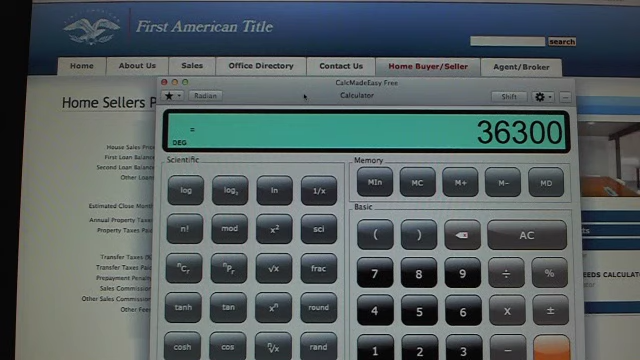 First American Title
search
Home
About Us
Sales
Office Directory
Contact Us
Home Buyer/Seller
Agent/Broker
CalcMadeEasy Free
Radian
Calculator
Shift
Home Sellers P
=
36300
DEG
House Sales Price
First Loan Balance
Second Loan Balance
Other Loans
Estimated Close Month
Annual Property Taxes
Property Taxes Paid
Transfer Taxes (%
Transfer Taxes Paid
Prepayment Penalty
Sales Commission
Other Sales Commission
Other Fees
Scientific
log
ln
1/x
n!
mod
x²
sci
nCr
nPr
√x
frac
tanh
tan
xⁿ
round
cosh
cos
ⁿ√x
rand
Memory
MIn
MC
M+
M−
MD
Basic
(
)
AC
7
8
9
÷
%
4
5
6
x
±
1
2
3
−
EEDS CALCULAT